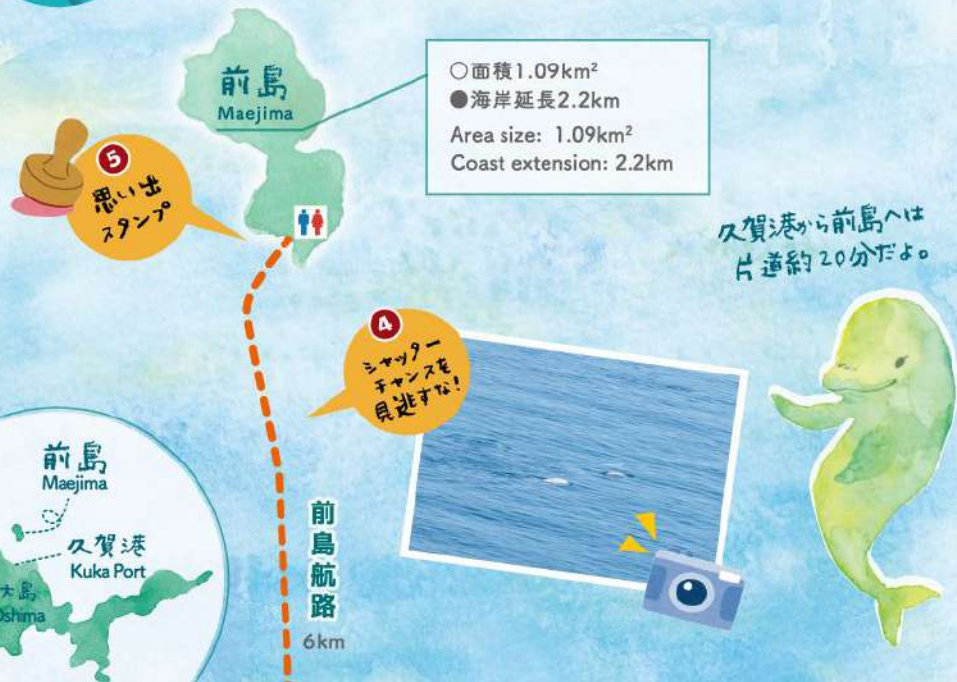 前島
Maejima
○面積1.09km²
●海岸延長2.2km
Area size: 1.09km²
Coast extension: 2.2km
5
思い出
スタンプ
久賀港から前島へは
片道約20分だよ。
4
シャッター
チャンスを
見逃すな!
前島
Maejima
久賀港
Kuka Port
大島
Oshima
前島航路
6km